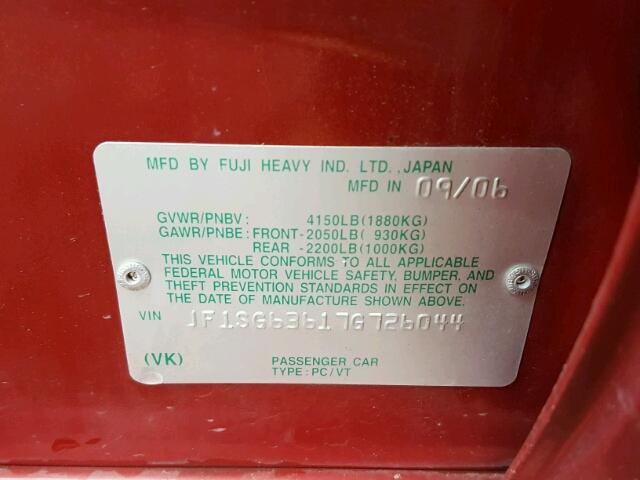 MFD BY FUJI HEAVY IND. LTD., JAPAN
MFD IN 09/06
GVWR/PNBV: 4150LB(1880KG)
GAWR/PNBE: FRONT-2050LB( 930KG)
REAR -2200LB(1000KG)
THIS VEHICLE CONFORMS TO ALL APPLICABLE
FEDERAL MOTOR VEHICLE SAFETY, BUMPER, AND
THEFT PREVENTION STANDARDS IN EFFECT ON
THE DATE OF MANUFACTURE SHOWN ABOVE.
VIN JF1SG63617G726044
(VK) PASSENGER CAR
TYPE: PC/VT